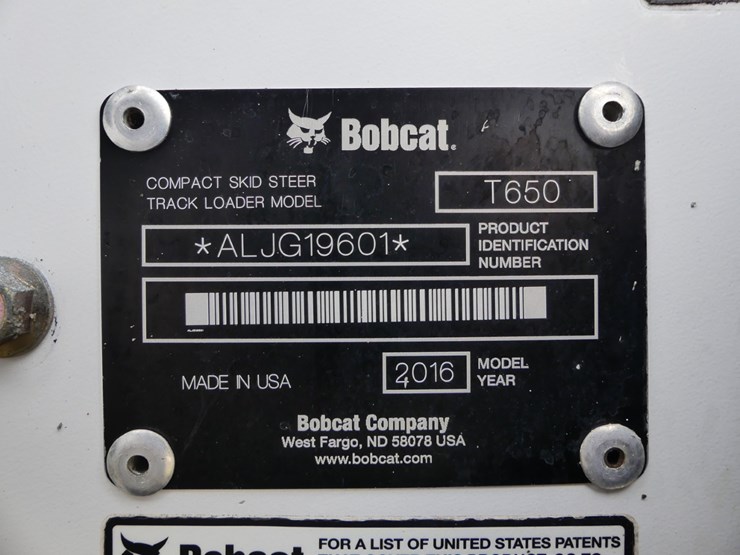 Bobcat®
COMPACT SKID STEER
TRACK LOADER MODEL
T650
*ALJG19601*
PRODUCT
IDENTIFICATION
NUMBER
MADE IN USA
2016
MODEL
YEAR
Bobcat Company
West Fargo, ND 58078 USA
www.bobcat.com
Bobcat
FOR A LIST OF UNITED STATES PATENTS